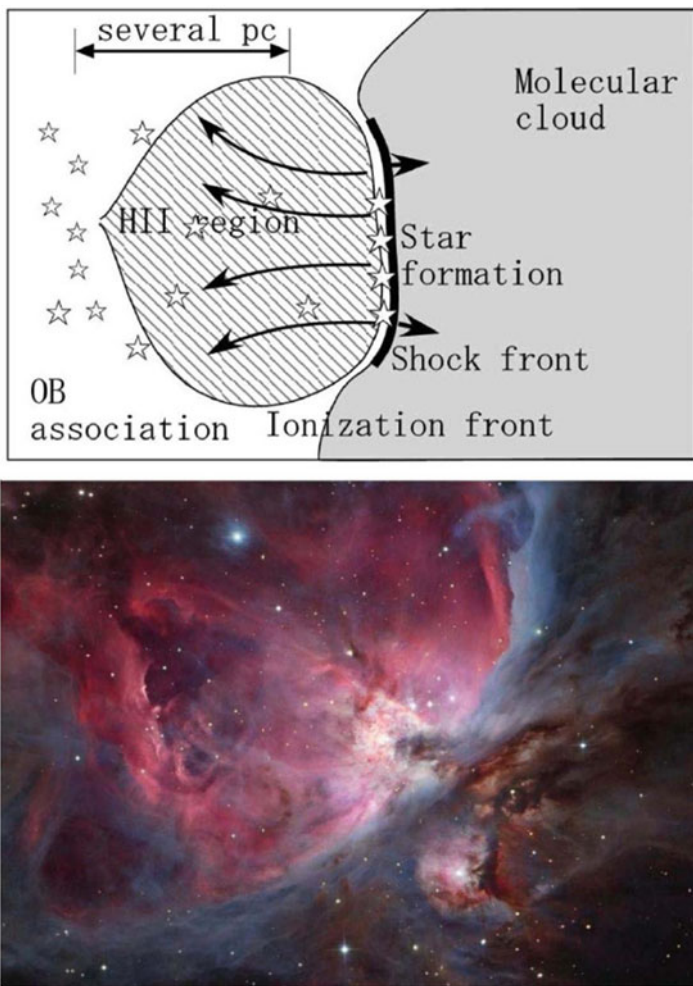 several pc
Molecular
cloud
HII region
Star
formation
Shock front
OB
association
Ionization front